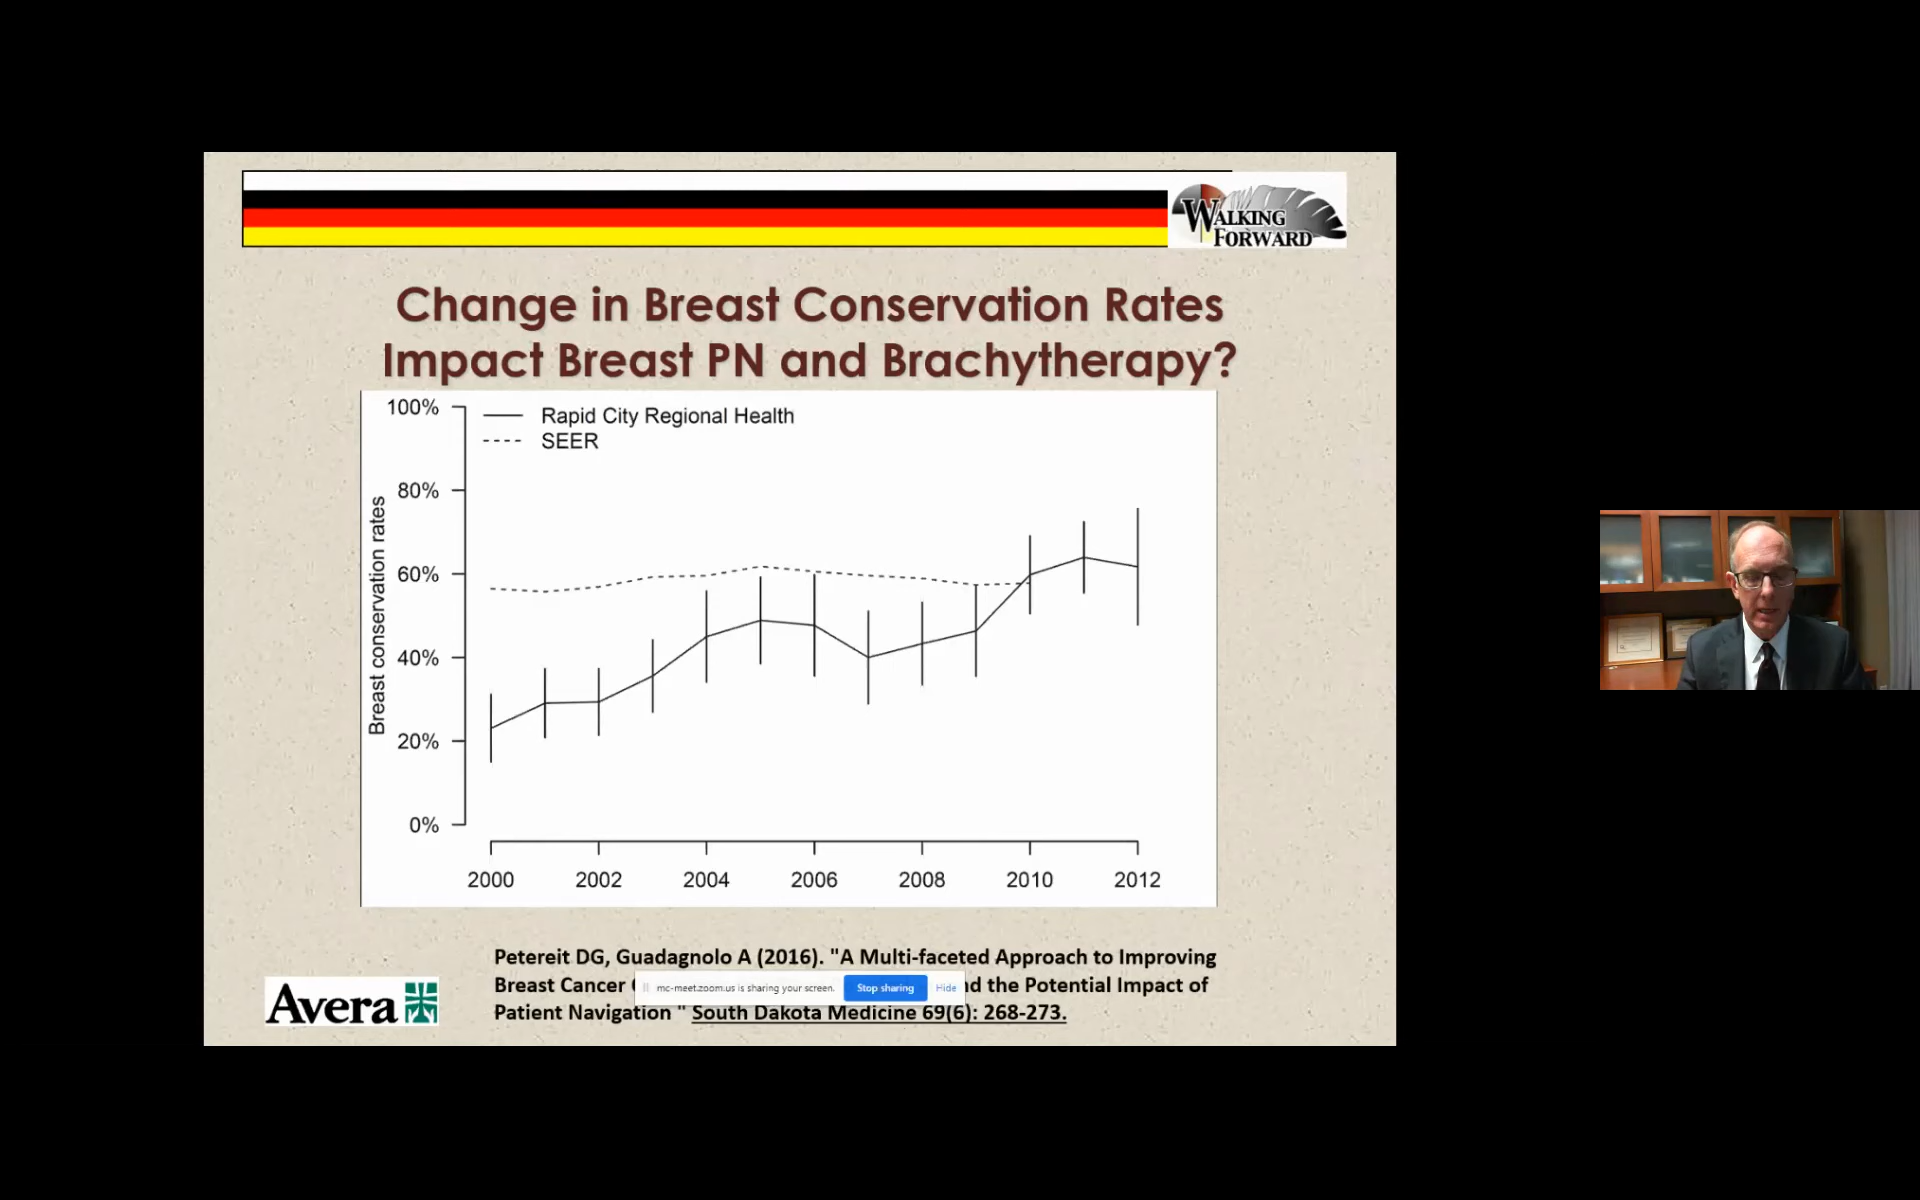 WALKING
FORWARD
Change in Breast Conservation Rates
Impact Breast PN and Brachytherapy?
100%
80%
60%
40%
20%
0%
Breast conservation rates
Rapid City Regional Health
SEER
2000 2002 2004 2006 2008 2010 2012
Petereit DG, Guadagnolo A (2016). "A Multi-faceted Approach to Improving
Breast Cancer nd the Potential Impact of
Patient Navigation " South Dakota Medicine 69(6): 268-273.
mc-meet.zoom.us is sharing your screen. Stop sharing Hide
Avera